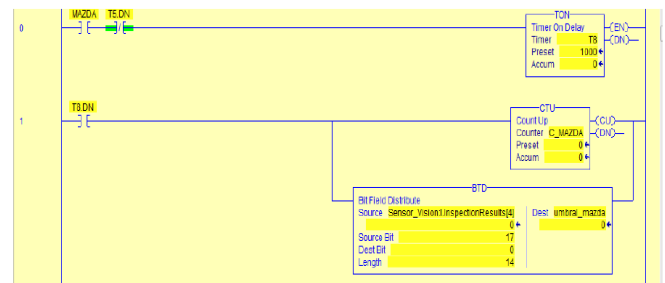 MAZDA T5.DN
TON
0
Timer On Delay (EN)
Timer T8 (DN)
Preset 1000
Accum 0
T8.DN
CTU
1
Count Up (CU)
Counter C_MAZDA (DN)
Preset 0
Accum 0
BTD
Bit Field Distribute
Source Sensor_Vision1.InspectionResults[4] Dest umbral_mazda
0 0
Source Bit 17
Dest Bit 0
Length 14